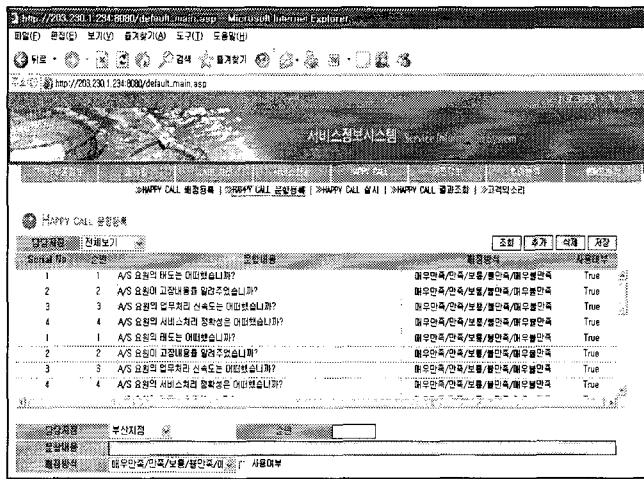 http://203.230.1.234:8080/default_main.asp - Microsoft Internet Explorer
파일(F) 편집(E) 보기(V) 즐겨찾기(A) 도구(T) 도움말(H)
뒤로 검색 즐겨찾기
http://203.230.1.234:8080/default_main.asp
서비스정보시스템 Service System
HAPPY CALL
≫HAPPY CALL 배정등록 | ≫HAPPY CALL 문항등록 | ≫HAPPY CALL 실시 | ≫HAPPY CALL 결과조회 | ≫고객의소리
HAPPY CALL 문항등록
담당지점 전체보기 조회 추가 삭제 저장
Serial No 순번 문항내용 배점방식 사용여부
1 1 A/S 요원의 태도는 어떠했습니까? 매우만족/만족/보통/불만족/매우불만족 True
2 2 A/S 요원이 고장내용을 알려주었습니까? 매우만족/만족/보통/불만족/매우불만족 True
3 3 A/S 요원의 업무처리 신속도는 어떠했습니까? 매우만족/만족/보통/불만족/매우불만족 True
4 4 A/S 요원의 서비스처리 정확성은 어떠했습니까? 매우만족/만족/보통/불만족/매우불만족 True
1 1 A/S 요원의 태도는 어떠했습니까? 매우만족/만족/보통/불만족/매우불만족 True
2 2 A/S 요원이 고장내용을 알려주었습니까? 매우만족/만족/보통/불만족/매우불만족 True
3 3 A/S 요원의 업무처리 신속도는 어떠했습니까? 매우만족/만족/보통/불만족/매우불만족 True
4 4 A/S 요원의 서비스처리 정확성은 어떠했습니까? 매우만족/만족/보통/불만족/매우불만족 True
담당지점 부산지점 순번
문항내용
배점방식 매우만족/만족/보통/불만족/매 사용여부